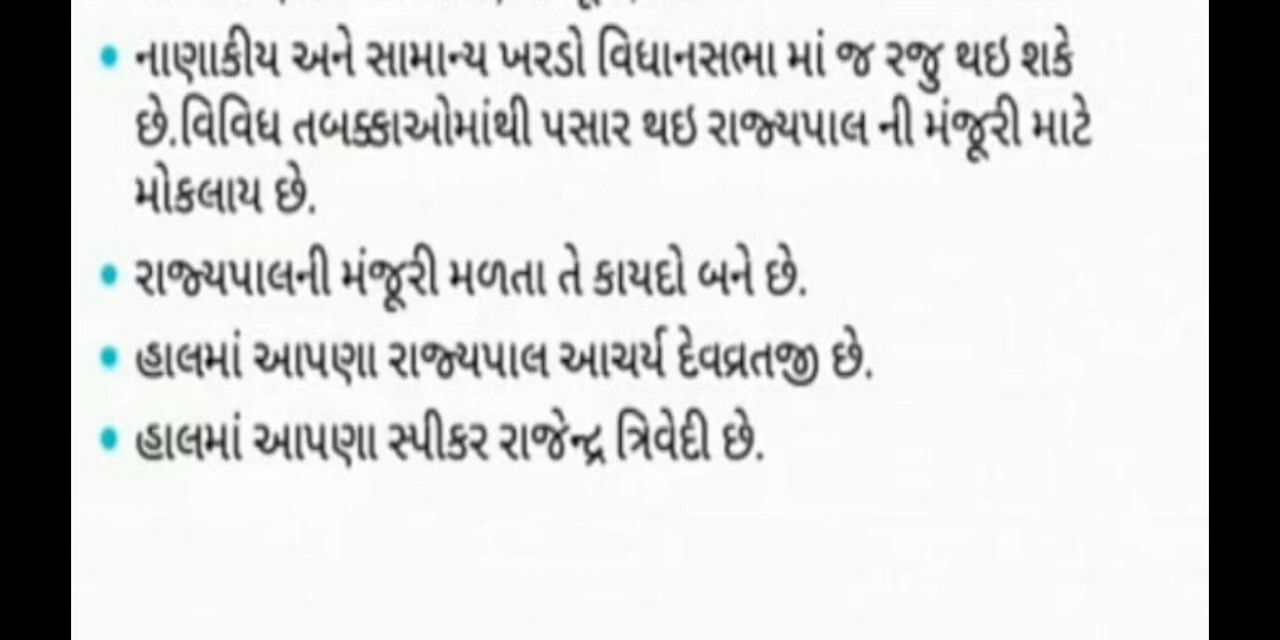 • નાણાકીય અને સામાન્ય ખરડો વિધાનસભા માં જ રજુ થઇ શકે
છે.વિવિધ તબક્કાઓમાંથી પસાર થઇ રાજ્યપાલ ની મંજૂરી માટે
મોકલાય છે.
• રાજ્યપાલની મંજૂરી મળતા તે કાયદો બને છે.
• હાલમાં આપણા રાજ્યપાલ આચર્ય દેવવ્રતજી છે.
• હાલમાં આપણા સ્પીકર રાજેન્દ્ર ત્રિવેદી છે.